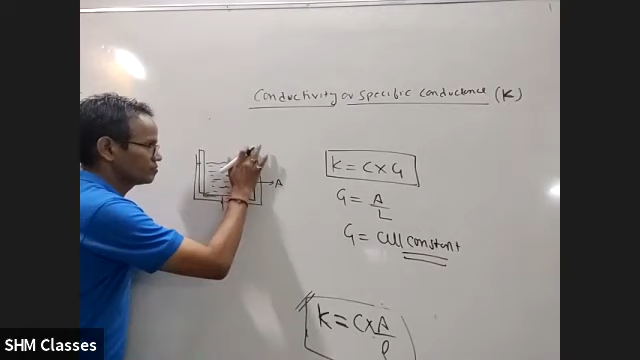 Conductivity or specific conductance (K)
K = C × G
G = A / L
G = cell constant
→ A
K = C × A / l
SHM Classes